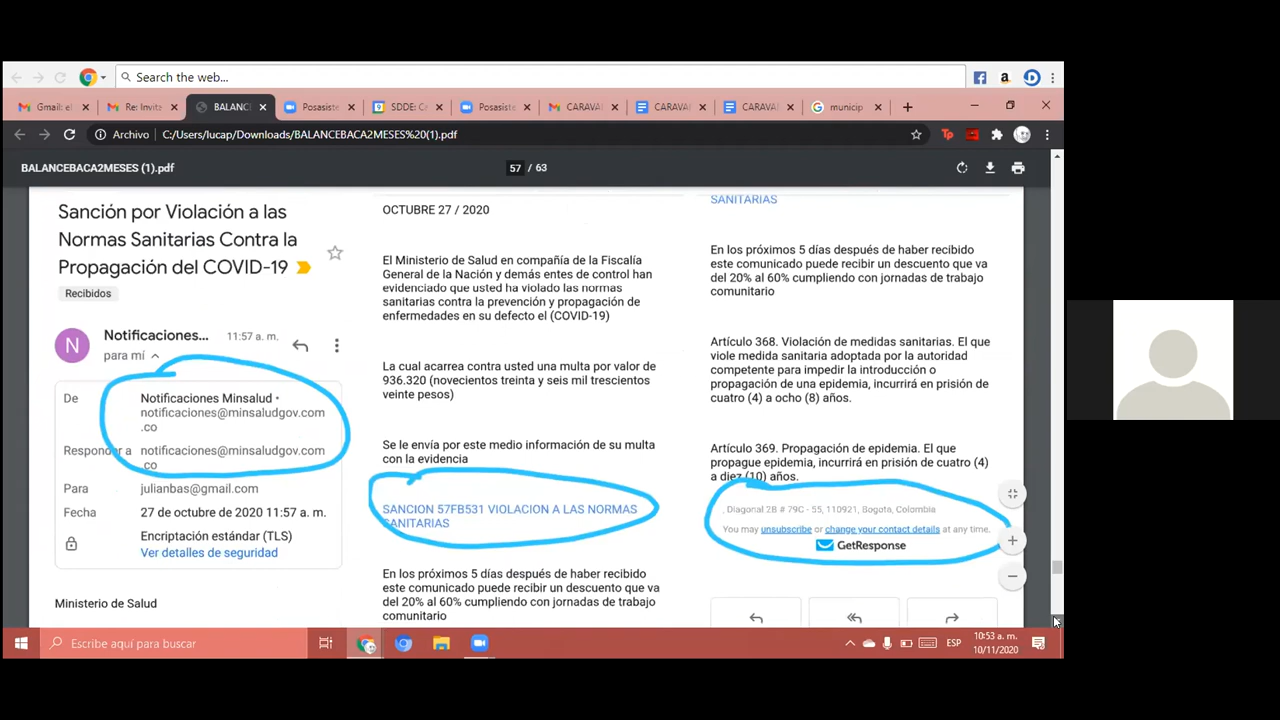 Search the web...
Gmail: el
Re: Invita
BALANC
Posasiste
SDDE: Ca
Posasiste
CARAVA
CARAVA
CARAVA
municip
Archivo
C:/Users/lucap/Downloads/BALANCEBACA2MESES%20(1).pdf
BALANCEBACA2MESES (1).pdf
57 / 63
Sanción por Violación a las
Normas Sanitarias Contra la
Propagación del COVID-19
Recibidos
N
Notificaciones...
11:57 a. m.
para mí
De
Notificaciones Minsalud •
notificaciones@minsaludgov.com
.co
Responder a
notificaciones@minsaludgov.com
.co
Para
julianbas@gmail.com
Fecha
27 de octubre de 2020 11:57 a. m.
Encriptación estándar (TLS)
Ver detalles de seguridad
Ministerio de Salud
OCTUBRE 27 / 2020
El Ministerio de Salud en compañía de la Fiscalía
General de la Nación y demás entes de control han
evidenciado que usted ha violado las normas
sanitarias contra la prevención y propagación de
enfermedades en su defecto el (COVID-19)
La cual acarrea contra usted una multa por valor de
936.320 (novecientos treinta y seis mil trescientos
veinte pesos)
Se le envía por este medio información de su multa
con la evidencia
SANCION 57FB531 VIOLACION A LAS NORMAS
SANITARIAS
En los próximos 5 días después de haber recibido
este comunicado puede recibir un descuento que va
del 20% al 60% cumpliendo con jornadas de trabajo
comunitario
SANITARIAS
En los próximos 5 días después de haber recibido
este comunicado puede recibir un descuento que va
del 20% al 60% cumpliendo con jornadas de trabajo
comunitario
Artículo 368. Violación de medidas sanitarias. El que
viole medida sanitaria adoptada por la autoridad
competente para impedir la introducción o
propagación de una epidemia, incurrirá en prisión de
cuatro (4) a ocho (8) años.
Artículo 369. Propagación de epidemia. El que
propague epidemia, incurrirá en prisión de cuatro (4)
a diez (10) años.
, Diagonal 2B # 79C - 55, 110921, Bogota, Colombia
You may unsubscribe or change your contact details at any time.
GetResponse
Escribe aquí para buscar
ESP
10:53 a. m.
10/11/2020